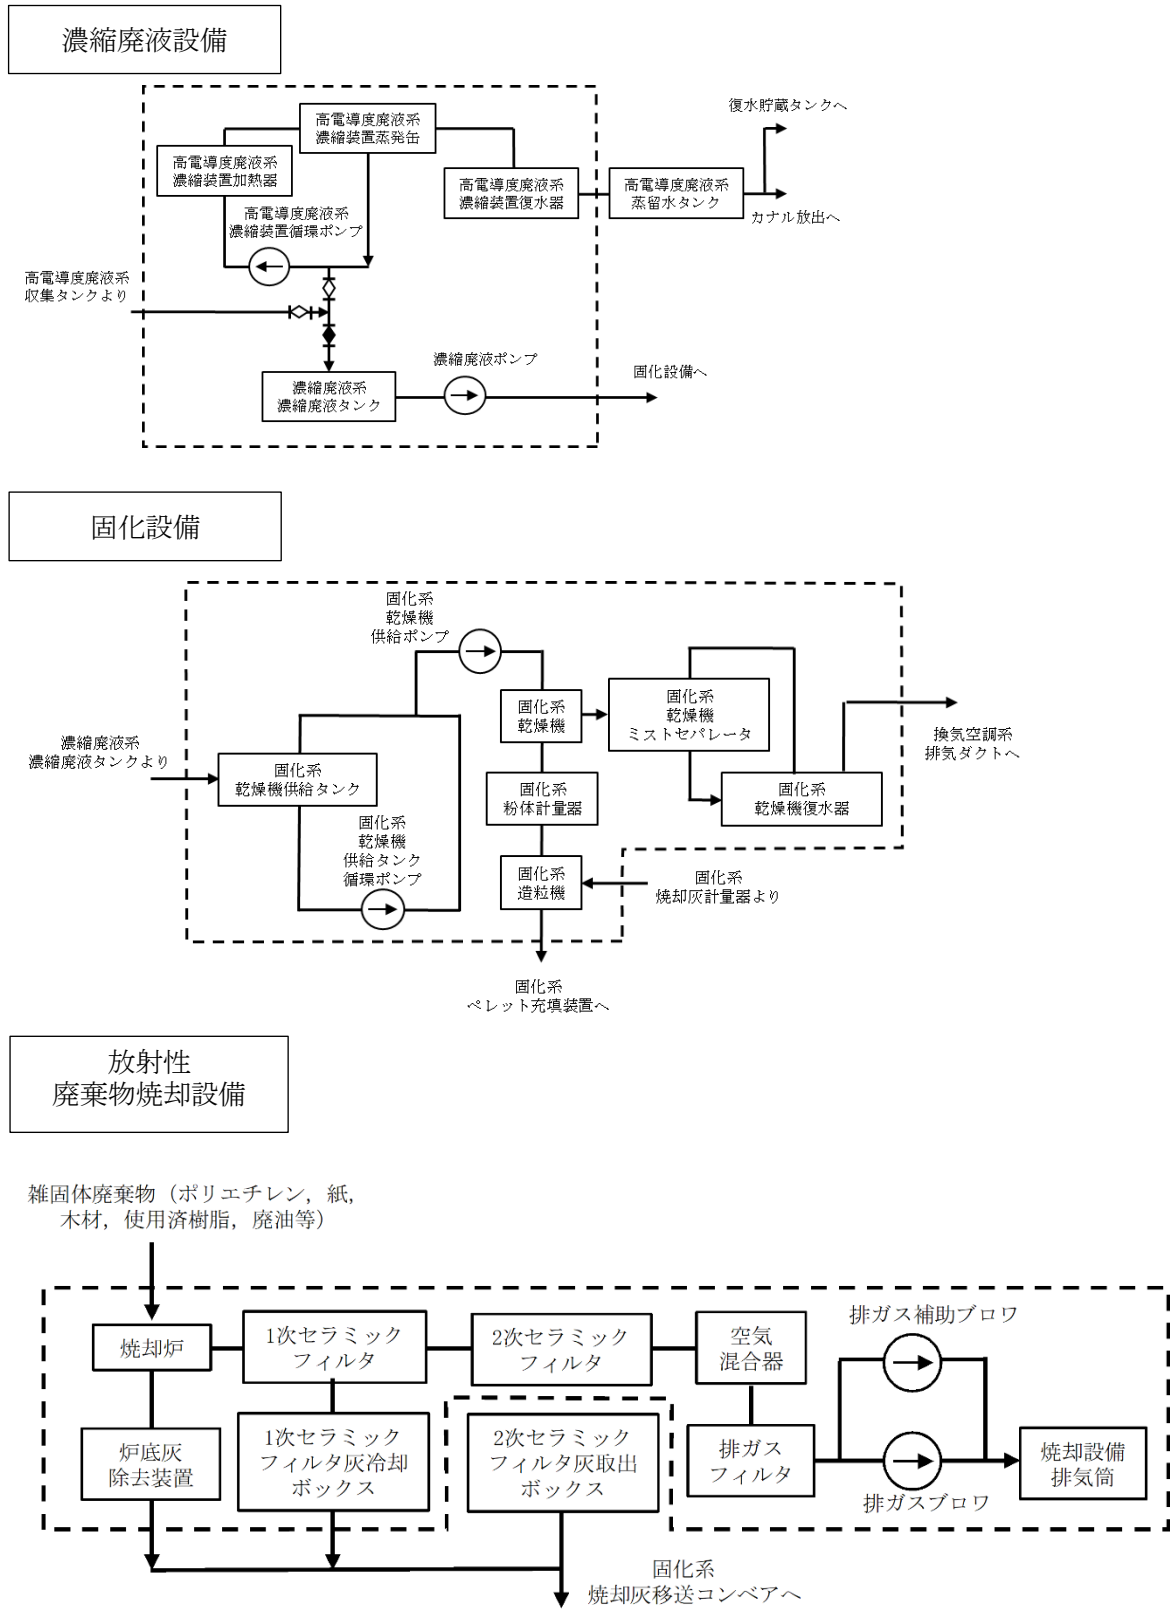 濃縮廃液設備
復水貯蔵タンクへ
高電導度廃液系
濃縮装置蒸発缶
高電導度廃液系
濃縮装置加熱器
高電導度廃液系
濃縮装置復水器
高電導度廃液系
蒸留水タンク
カナル放出へ
高電導度廃液系
濃縮装置循環ポンプ
高電導度廃液系
収集タンクより
濃縮廃液ポンプ
固化設備へ
濃縮廃液系
濃縮廃液タンク
固化設備
固化系
乾燥機
供給ポンプ
固化系
乾燥機
固化系
乾燥機
ミストセパレータ
換気空調系
排気ダクトへ
濃縮廃液系
濃縮廃液タンクより
固化系
乾燥機供給タンク
固化系
粉体計量器
固化系
乾燥機復水器
固化系
乾燥機
供給タンク
循環ポンプ
固化系
造粒機
固化系
焼却灰計量器より
固化系
ペレット充填装置へ
放射性
廃棄物焼却設備
雑固体廃棄物（ポリエチレン，紙，
木材，使用済樹脂，廃油等）
焼却炉
1次セラミック
フィルタ
2次セラミック
フィルタ
空気
混合器
排ガス補助ブロワ
炉底灰
除去装置
1次セラミック
フィルタ灰冷却
ボックス
2次セラミック
フィルタ灰取出
ボックス
排ガス
フィルタ
排ガスブロワ
焼却設備
排気筒
固化系
焼却灰移送コンベアへ